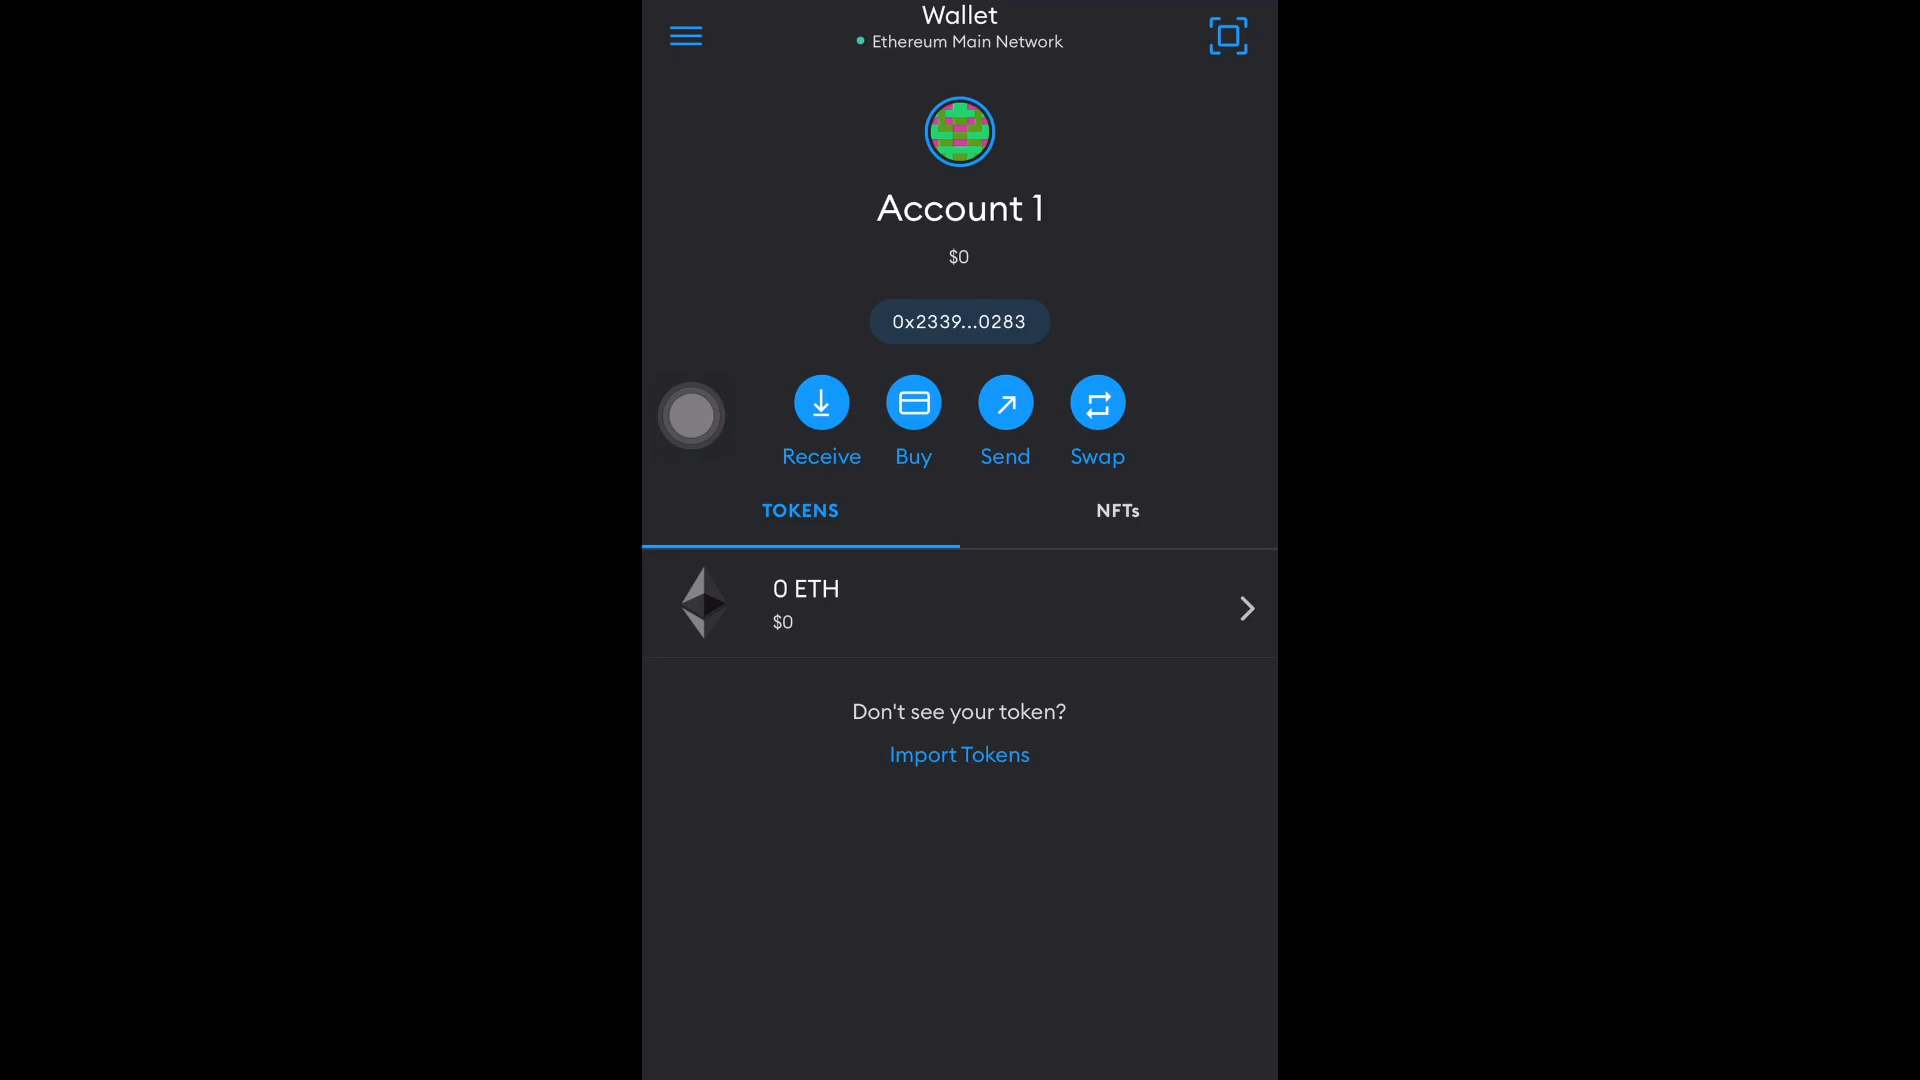 Wallet
Ethereum Main Network
Account 1
$0
0x2339...0283
Receive Buy Send Swap
TOKENS NFTs
0 ETH
$0
Don't see your token?
Import Tokens